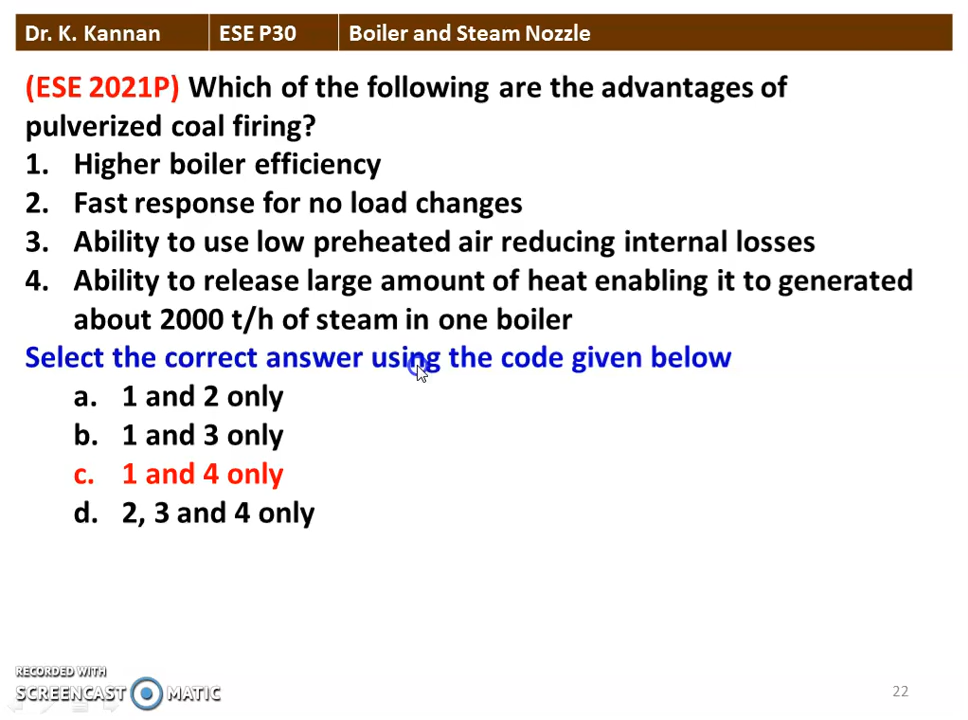 Dr. K. Kannan ESE P30 Boiler and Steam Nozzle
(ESE 2021P) Which of the following are the advantages of
pulverized coal firing?
1. Higher boiler efficiency
2. Fast response for no load changes
3. Ability to use low preheated air reducing internal losses
4. Ability to release large amount of heat enabling it to generated
about 2000 t/h of steam in one boiler
Select the correct answer using the code given below
a. 1 and 2 only
b. 1 and 3 only
c. 1 and 4 only
d. 2, 3 and 4 only
RECORDED WITH
SCREENCAST MATIC
22